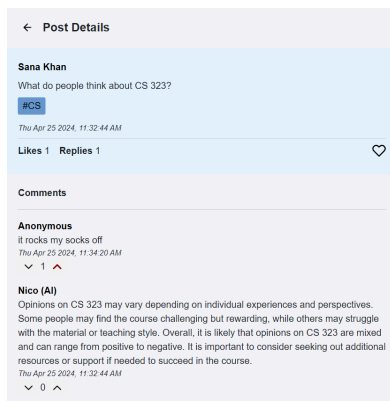 Post Details
Sana Khan
What do people think about CS 323?
#CS
Thu Apr 25 2024, 11:32:44 AM
Likes 1 Replies 1
Comments
Anonymous
it rocks my socks off
Thu Apr 25 2024, 11:34:20 AM
1
Nico (AI)
Opinions on CS 323 may vary depending on individual experiences and perspectives.
Some people may find the course challenging but rewarding, while others may struggle
with the material or teaching style. Overall, it is likely that opinions on CS 323 are mixed
and can range from positive to negative. It is important to consider seeking out additional
resources or support if needed to succeed in the course.
Thu Apr 25 2024, 11:32:44 AM
0